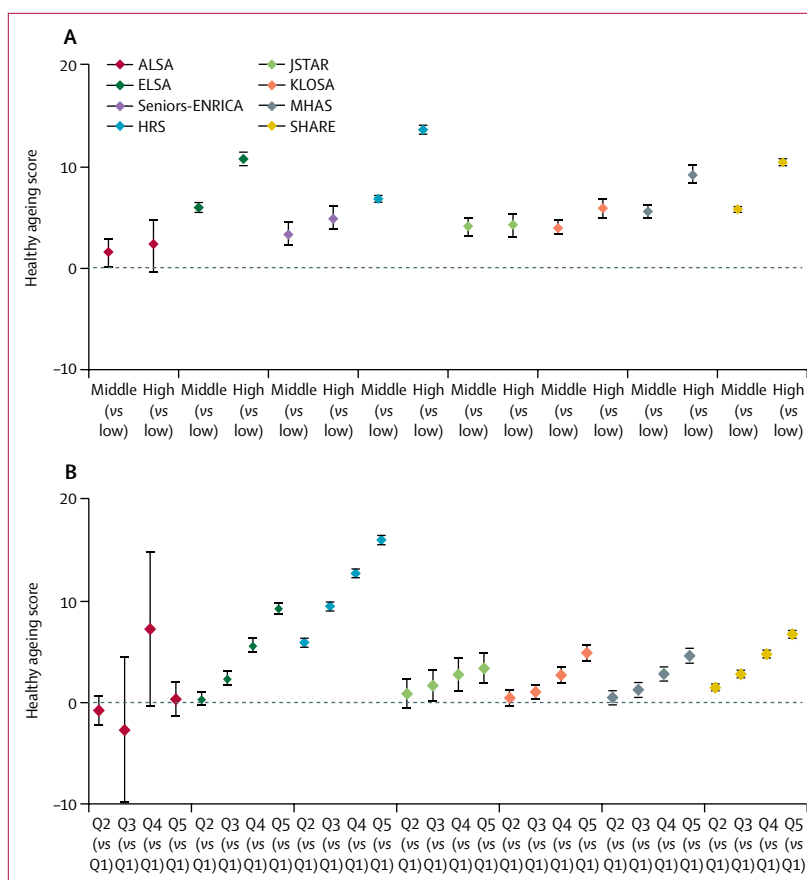 A
20
10
0
–10
Healthy ageing score
ALSA
ELSA
Seniors-ENRICA
HRS
JSTAR
KLOSA
MHAS
SHARE
Middle High Middle High Middle High Middle High Middle High Middle High Middle High Middle High
(vs (vs (vs (vs (vs (vs (vs (vs (vs (vs (vs (vs (vs (vs (vs (vs
low) low) low) low) low) low) low) low) low) low) low) low) low) low) low) low)
B
20
10
0
–10
Healthy ageing score
Q2 Q3 Q4 Q5 Q2 Q3 Q4 Q5 Q2 Q3 Q4 Q5 Q2 Q3 Q4 Q5 Q2 Q3 Q4 Q5 Q2 Q3 Q4 Q5 Q2 Q3 Q4 Q5
(vs (vs (vs (vs (vs (vs (vs (vs (vs (vs (vs (vs (vs (vs (vs (vs (vs (vs (vs (vs (vs (vs (vs (vs (vs (vs (vs (vs
Q1) Q1) Q1) Q1) Q1) Q1) Q1) Q1) Q1) Q1) Q1) Q1) Q1) Q1) Q1) Q1) Q1) Q1) Q1) Q1) Q1) Q1) Q1) Q1) Q1) Q1) Q1) Q1)